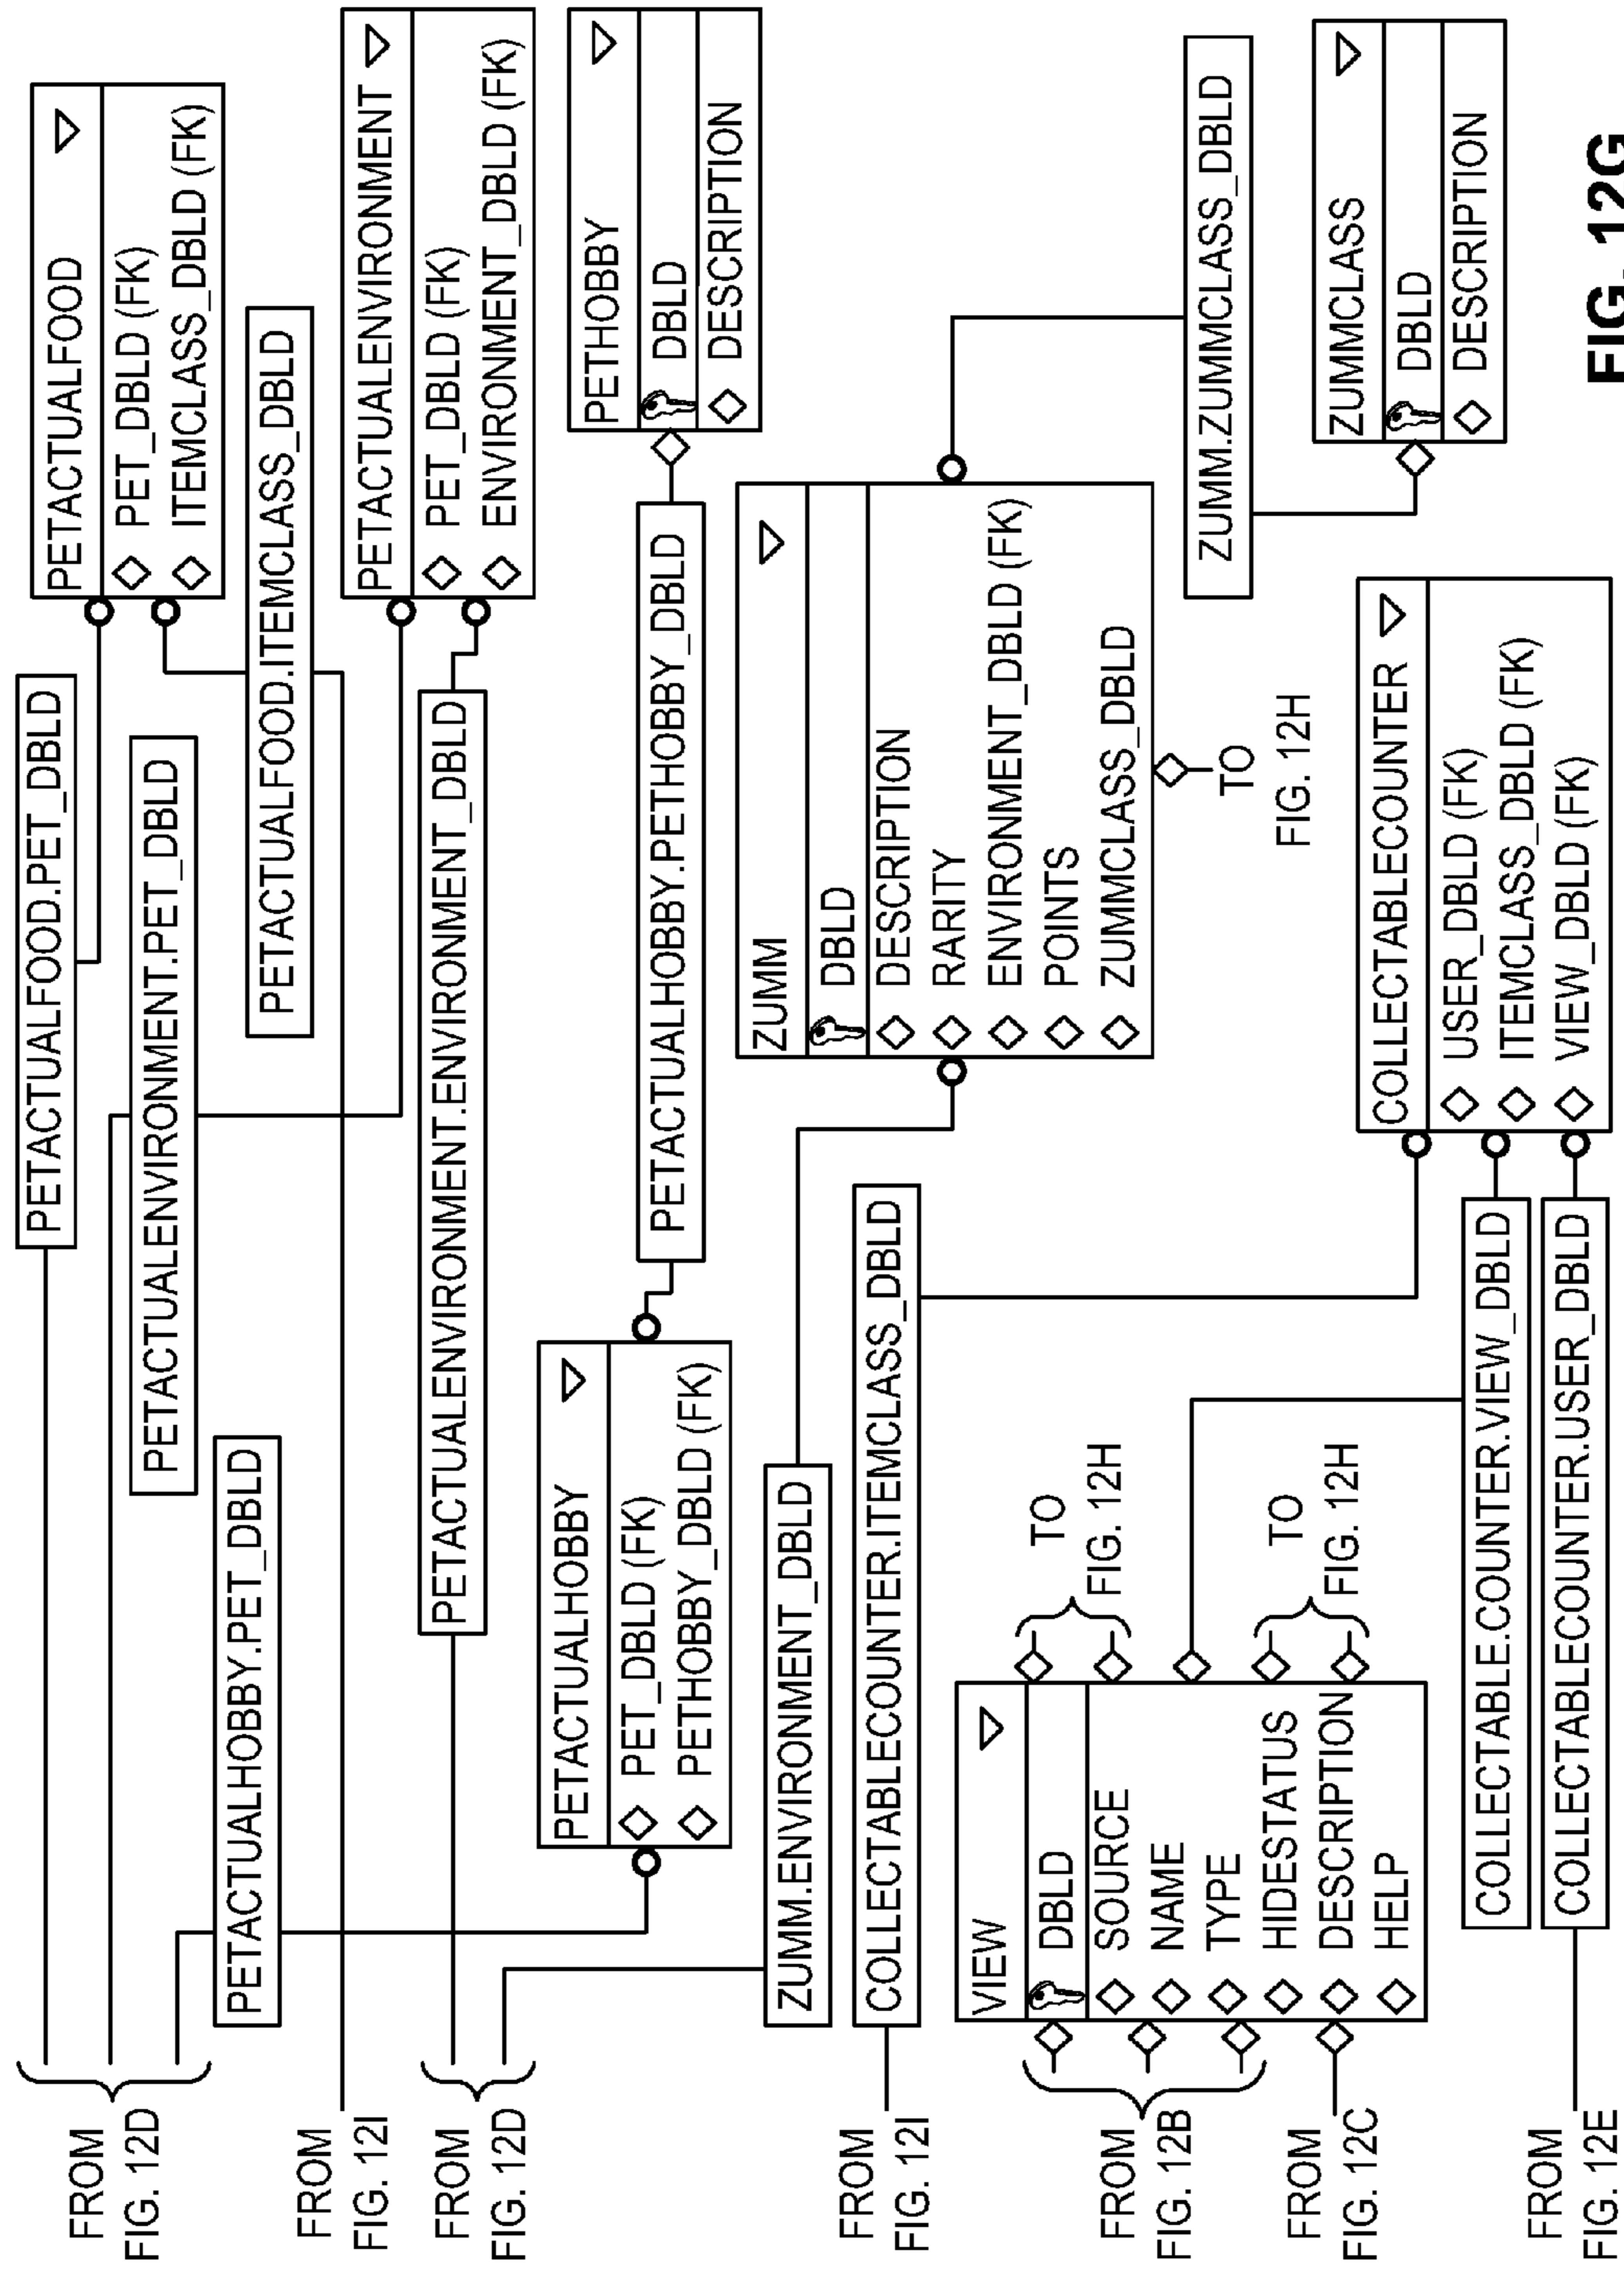 PETACTUALFOOD.PET_DBLD
PETACTUALFOOD
PET_DBLD (FK)
ITEMCLASS_DBLD (FK)
PETACTUALENVIRONMENT.PET_DBLD
PETACTUALHOBBY.PET_DBLD
PETACTUALFOOD.ITEMCLASS_DBLD
FROM
FIG. 12D
FROM
FIG. 12I
PETACTUALENVIRONMENT
PET_DBLD (FK)
ENVIRONMENT_DBLD (FK)
FROM
FIG. 12D
PETACTUALENVIRONMENT.ENVIRONMENT_DBLD
PETACTUALHOBBY
PET_DBLD (FK)
PETHOBBY_DBLD (FK)
PETACTUALHOBBY.PETHOBBY_DBLD
PETHOBBY
DBLD
DESCRIPTION
ZUMM.ENVIRONMENT_DBLD
ZUMM
DBLD
DESCRIPTION
RARITY
ENVIRONMENT_DBLD (FK)
POINTS
ZUMMCLASS_DBLD
TO
FIG. 12H
FROM
FIG. 12I
COLLECTABLECOUNTER.ITEMCLASS_DBLD
ZUMM.ZUMMCLASS_DBLD
ZUMMCLASS
DBLD
DESCRIPTION
FROM
FIG. 12B
FROM
FIG. 12C
VIEW
DBLD
SOURCE
NAME
TYPE
HIDESTATUS
DESCRIPTION
HELP
TO
FIG. 12H
TO
FIG. 12H
COLLECTABLECOUNTER
USER_DBLD (FK)
ITEMCLASS_DBLD (FK)
VIEW_DBLD (FK)
COLLECTABLE.COUNTER.VIEW_DBLD
COLLECTABLECOUNTER.USER_DBLD
FROM
FIG. 12E
FIG. 12G